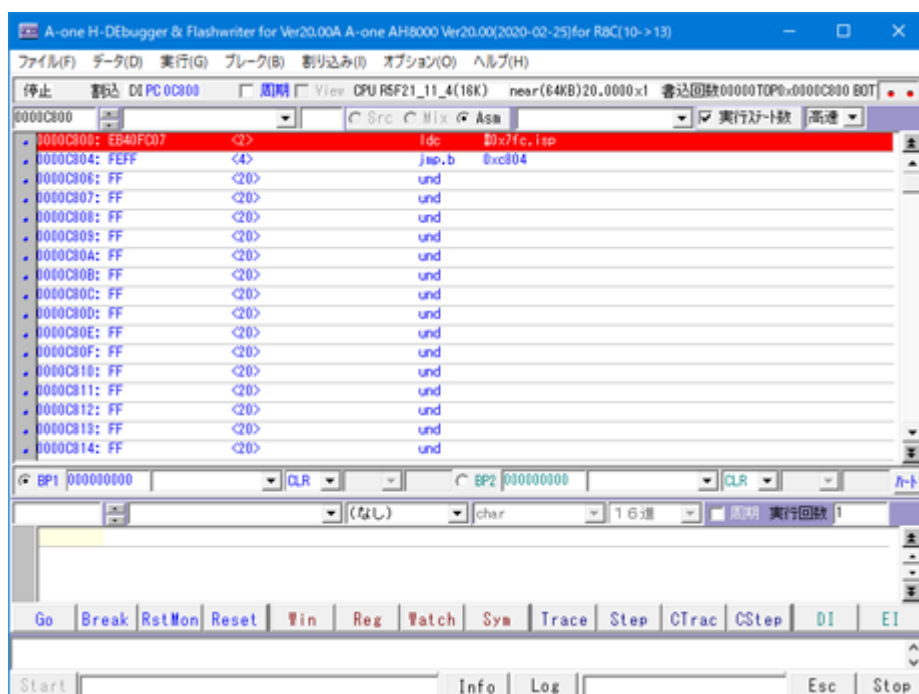 A-one H-DEbugger & Flashwriter for Ver20.00A A-one AH8000 Ver20.00(2020-02-25)for R8C(10->13)
ファイル(F) データ(D) 実行(G) ブレーク(B) 割り込み(I) オプション(O) ヘルプ(H)
停止 割込 DI PC 0C800 周期 View CPU R5F21_11_4(16K) near(64KB)20.0000x1 書込回数00000TOP0x0000C800 BOT
0000C800 Src Mix Asm 実行ステート数 高速
0000C800: EB40FC07 <2> ldc #0x7fc,isp
0000C804: FEFF <4> jmp.b 0xc804
0000C806: FF <20> und
0000C807: FF <20> und
0000C808: FF <20> und
0000C809: FF <20> und
0000C80A: FF <20> und
0000C80B: FF <20> und
0000C80C: FF <20> und
0000C80D: FF <20> und
0000C80E: FF <20> und
0000C80F: FF <20> und
0000C810: FF <20> und
0000C811: FF <20> und
0000C812: FF <20> und
0000C813: FF <20> und
0000C814: FF <20> und
BP1 000000000 CLR BP2 000000000 CLR ハード
(なし) char 16進 周期 実行回数 1
Go Break RstMon Reset Win Reg Watch Sym Trace Step CTrac CStep DI EI
Start Info Log Esc Stop